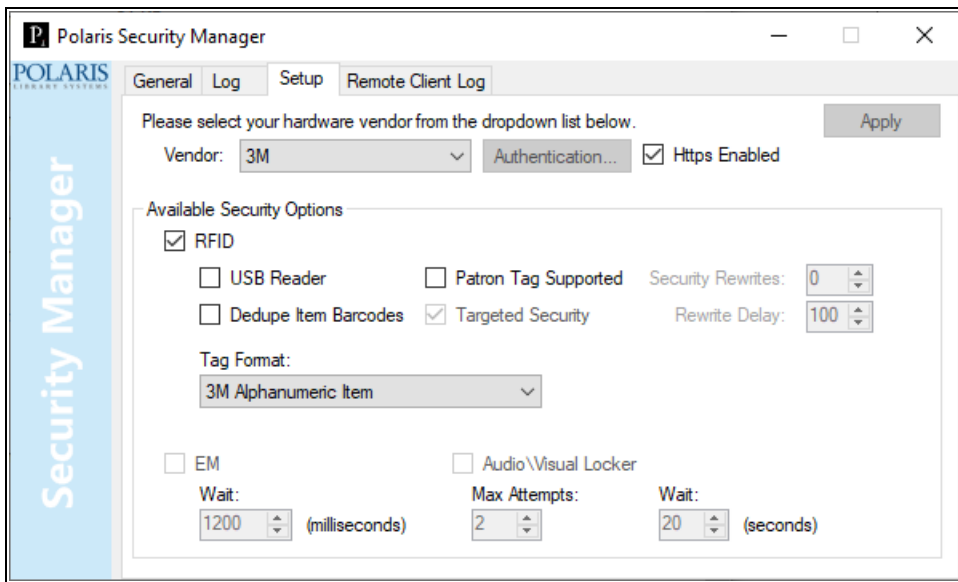 Polaris Security Manager
POLARIS
LIBRARY SYSTEMS
Security Manager
General Log Setup Remote Client Log
Please select your hardware vendor from the dropdown list below. Apply
Vendor: 3M Authentication... Https Enabled
Available Security Options
RFID
USB Reader Patron Tag Supported Security Rewrites: 0
Dedupe Item Barcodes Targeted Security Rewrite Delay: 100
Tag Format:
3M Alphanumeric Item
EM Audio\Visual Locker
Wait: Max Attempts: Wait:
1200 (milliseconds) 2 20 (seconds)